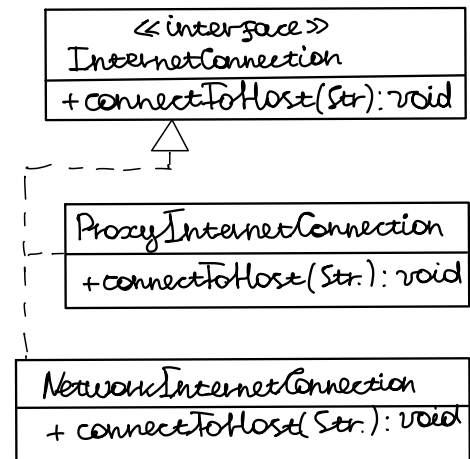 ≪interface≫
InternetConnection
+connectToHost(Str): void
ProxyInternetConnection
+connectToHost(Str.): void
NetworkInternetConnection
+ connectToHost(Str.): void